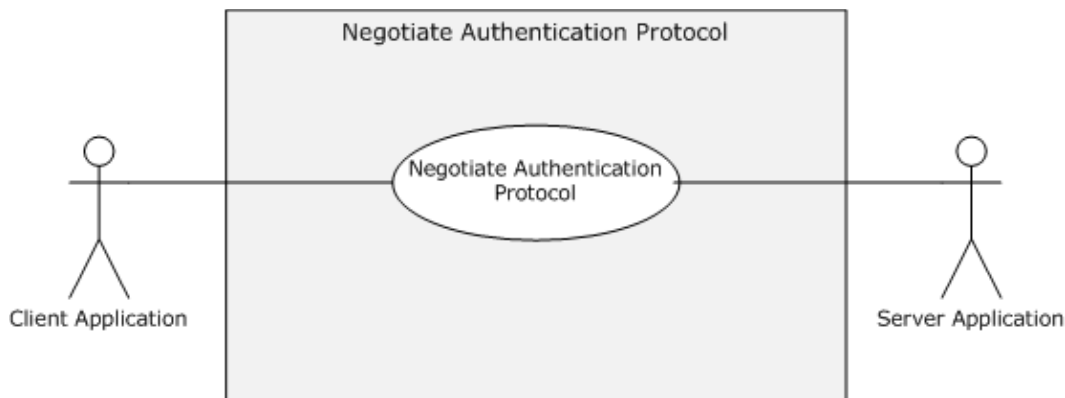 Negotiate Authentication Protocol
Negotiate Authentication
Protocol
Client Application
Server Application